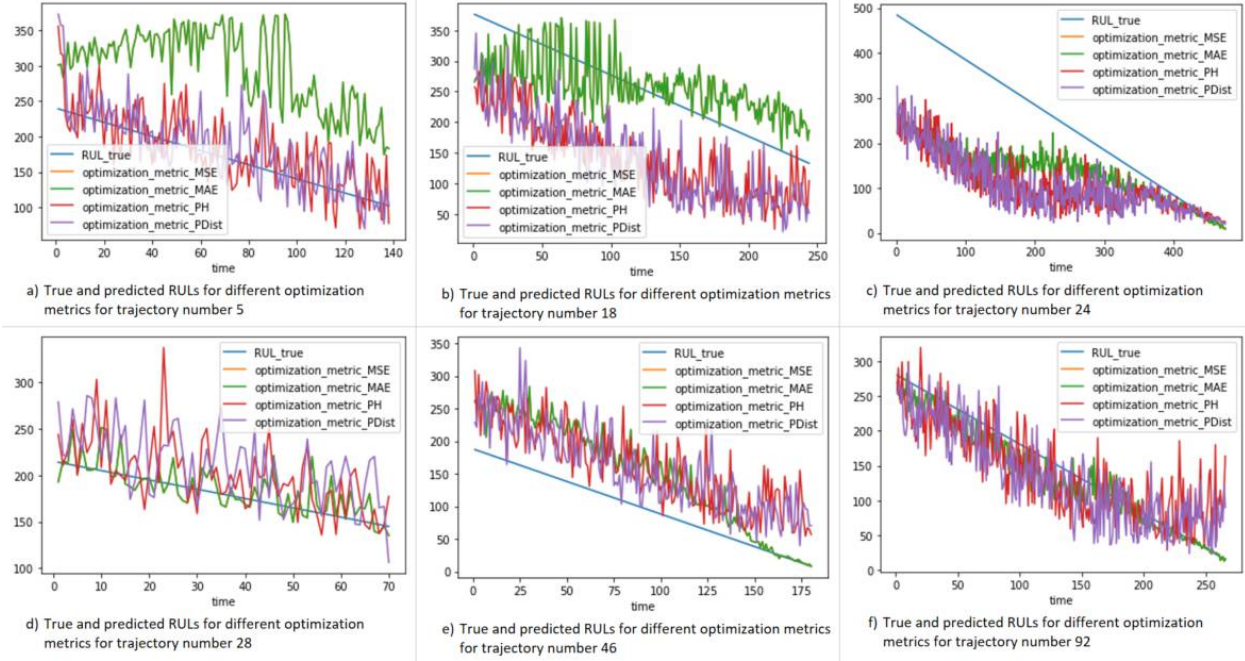 350
300
250
200
150
100
RUL_true
optimization_metric_MSE
optimization_metric_MAE
optimization_metric_PH
optimization_metric_PDist
0 20 40 60 80 100 120 140
time
a) True and predicted RULs for different optimization
metrics for trajectory number 5
350
300
250
200
150
100
50
RUL_true
optimization_metric_MSE
optimization_metric_MAE
optimization_metric_PH
optimization_metric_PDist
0 50 100 150 200 250
time
b) True and predicted RULs for different optimization metrics
for trajectory number 18
500
400
300
200
100
0
RUL_true
optimization_metric_MSE
optimization_metric_MAE
optimization_metric_PH
optimization_metric_PDist
0 100 200 300 400
time
c) True and predicted RULs for different optimization
metrics for trajectory number 24
300
250
200
150
100
RUL_true
optimization_metric_MSE
optimization_metric_MAE
optimization_metric_PH
optimization_metric_PDist
0 10 20 30 40 50 60 70
time
d) True and predicted RULs for different optimization
metrics for trajectory number 28
350
300
250
200
150
100
50
0
RUL_true
optimization_metric_MSE
optimization_metric_MAE
optimization_metric_PH
optimization_metric_PDist
0 25 50 75 100 125 150 175
time
e) True and predicted RULs for different optimization metrics
for trajectory number 46
300
250
200
150
100
50
0
RUL_true
optimization_metric_MSE
optimization_metric_MAE
optimization_metric_PH
optimization_metric_PDist
0 50 100 150 200 250
time
f) True and predicted RULs for different optimization
metrics for trajectory number 92